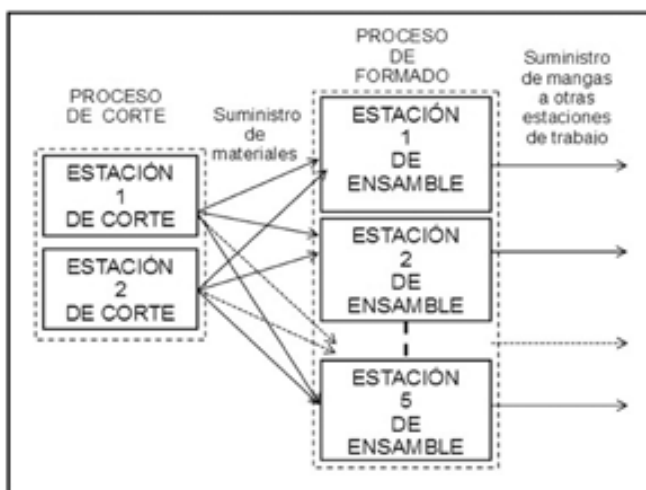 PROCESO
DE CORTE
ESTACIÓN
1
DE CORTE
ESTACIÓN
2
DE CORTE
Suministro
de
materiales
PROCESO
DE
FORMADO
ESTACIÓN
1
DE
ENSAMBLE
ESTACIÓN
2
DE
ENSAMBLE
ESTACIÓN
5
DE
ENSAMBLE
Suministro
de mangas
a otras
estaciones
de trabajo